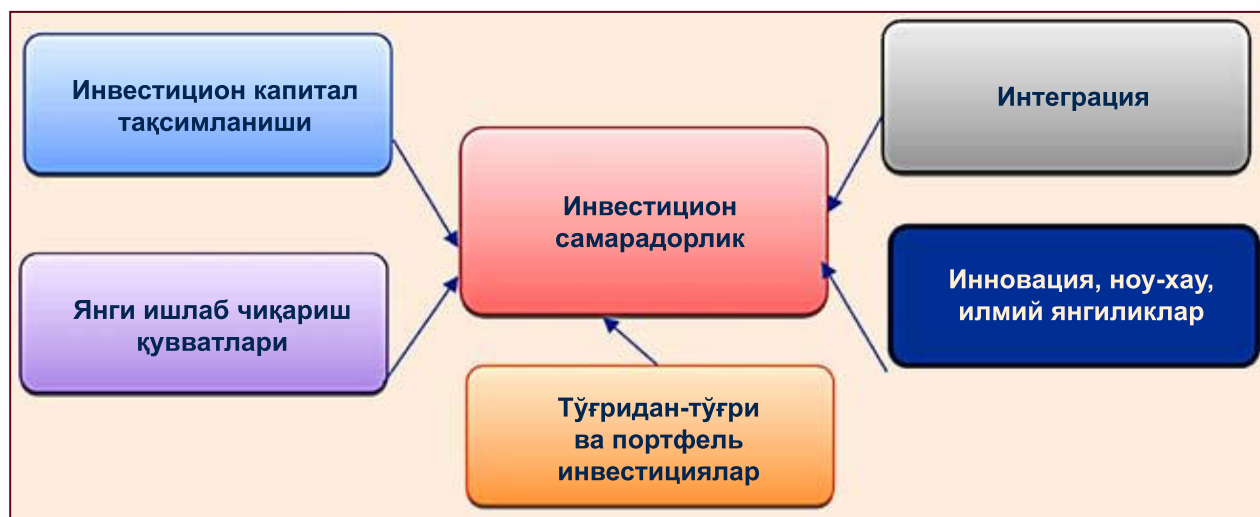 Инвестицион капитал
тақсимланиши
Интеграция
Инвестицион
самарадорлик
Янги ишлаб чиқариш
қувватлари
Инновация, ноу-хау,
илмий янгиликлар
Тўғридан-тўғри
ва портфель
инвестициялар